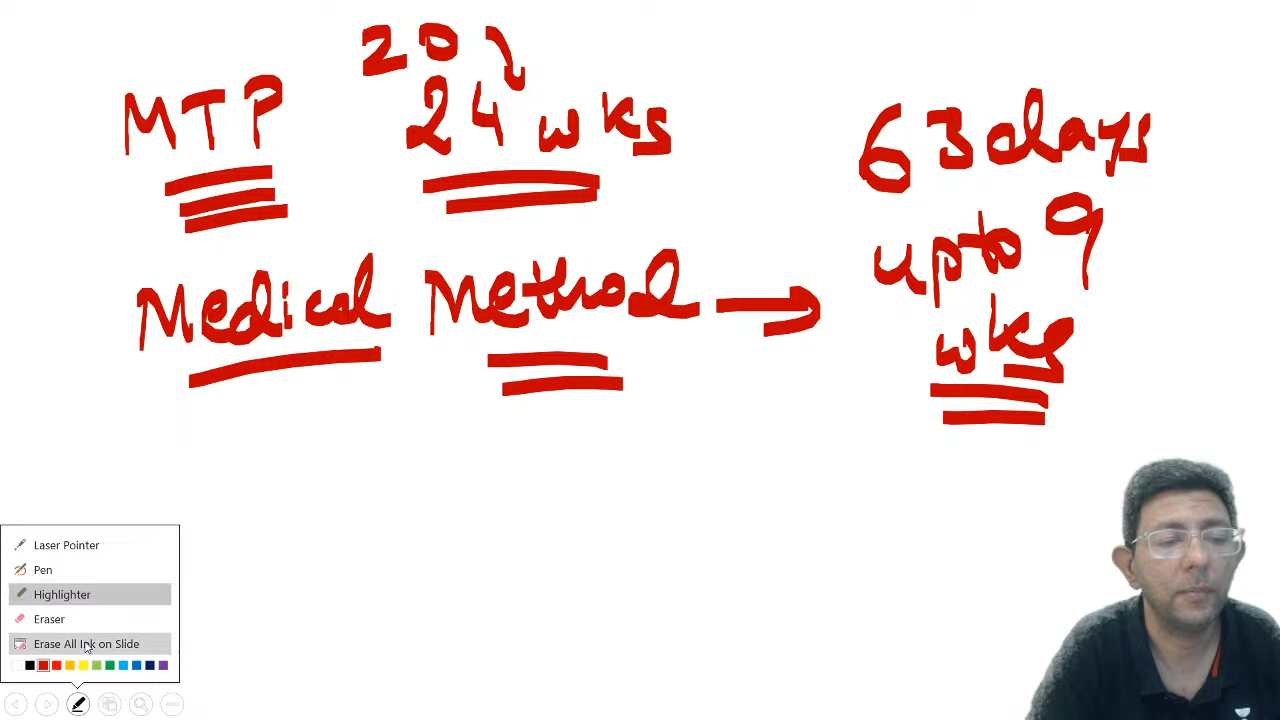 20
MTP 24 wks
63 days
upto 9
wks
Medical Method
Laser Pointer
Pen
Highlighter
Eraser
Erase All Ink on Slide